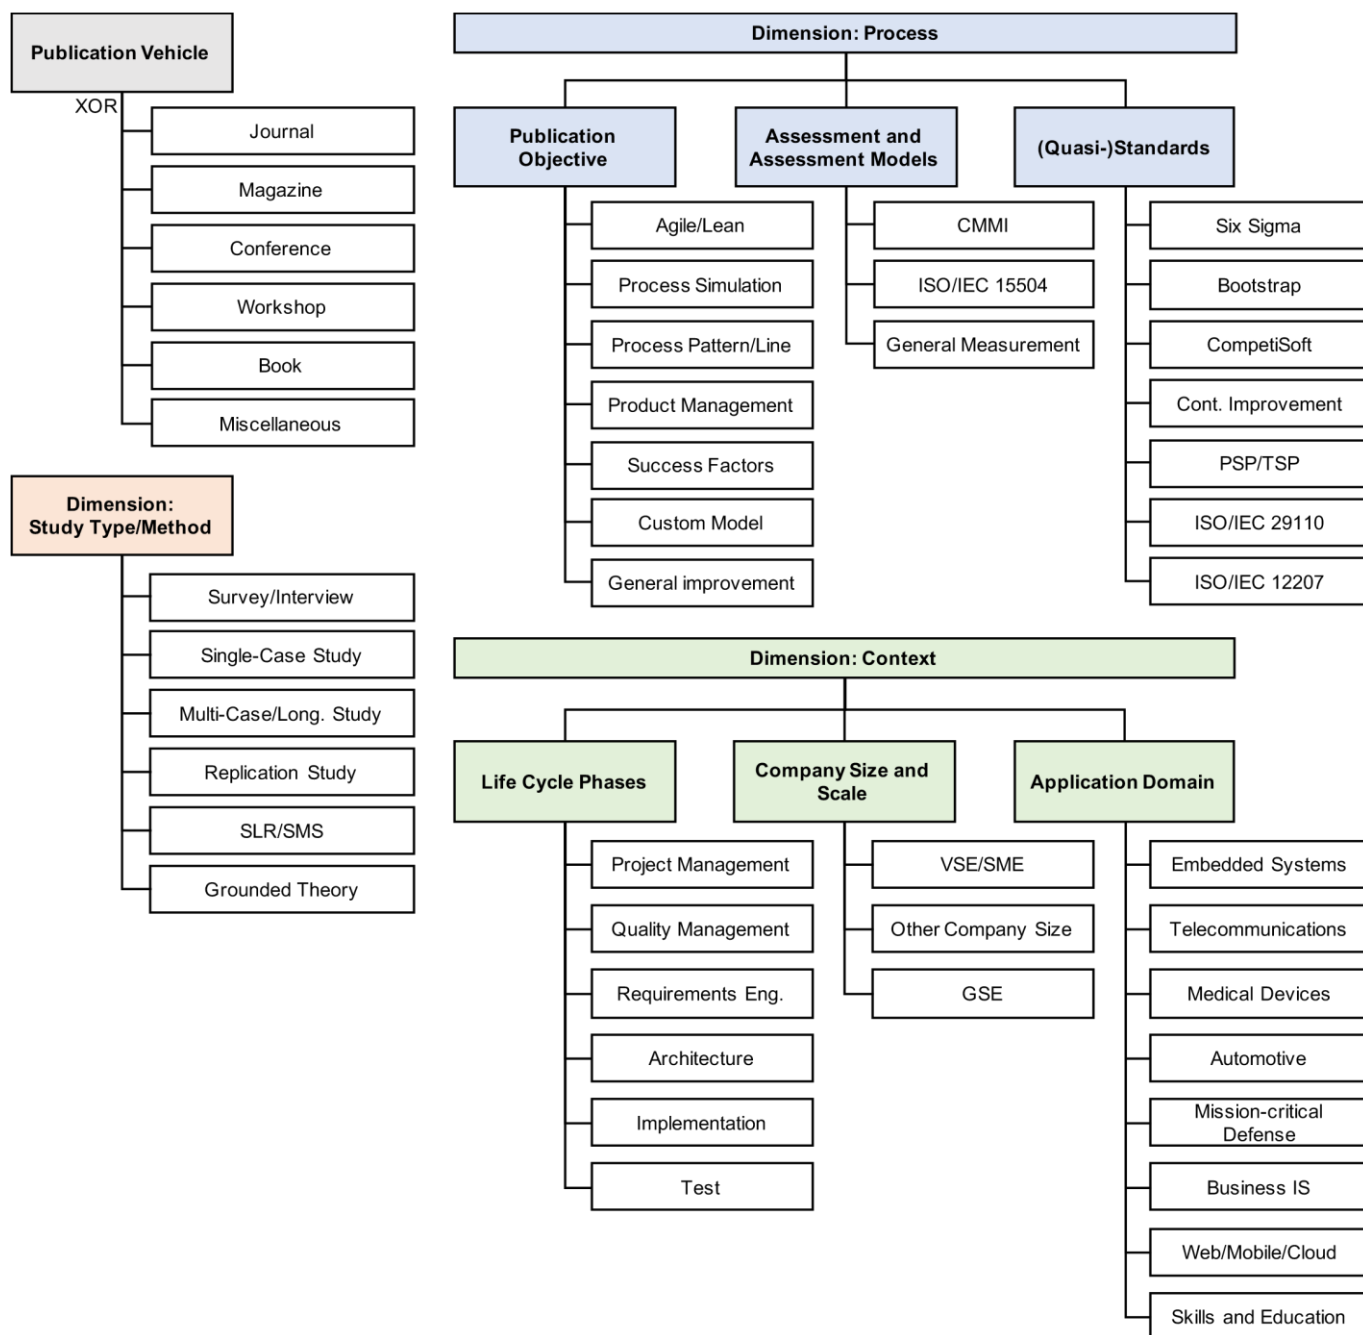 Publication Vehicle
XOR
Journal
Magazine
Conference
Workshop
Book
Miscellaneous
Dimension:
Study Type/Method
Survey/Interview
Single-Case Study
Multi-Case/Long. Study
Replication Study
SLR/SMS
Grounded Theory
Dimension: Process
Publication
Objective
Agile/Lean
Process Simulation
Process Pattern/Line
Product Management
Success Factors
Custom Model
General improvement
Assessment and
Assessment Models
CMMI
ISO/IEC 15504
General Measurement
(Quasi-)Standards
Six Sigma
Bootstrap
CompetiSoft
Cont. Improvement
PSP/TSP
ISO/IEC 29110
ISO/IEC 12207
Dimension: Context
Life Cycle Phases
Project Management
Quality Management
Requirements Eng.
Architecture
Implementation
Test
Company Size and
Scale
VSE/SME
Other Company Size
GSE
Application Domain
Embedded Systems
Telecommunications
Medical Devices
Automotive
Mission-critical
Defense
Business IS
Web/Mobile/Cloud
Skills and Education